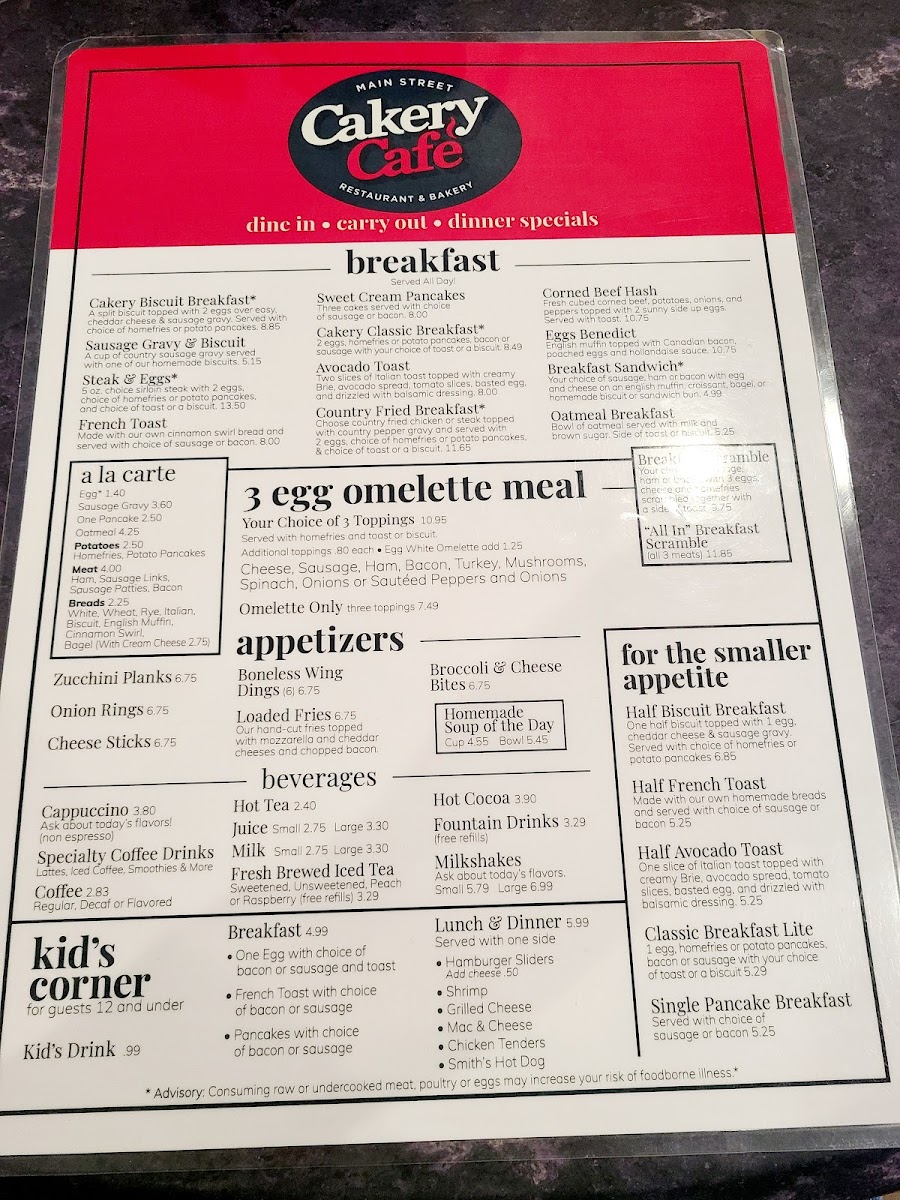 MAIN STREET
Cakery
Café
RESTAURANT & BAKERY
dine in • carry out • dinner specials
breakfast
Served All Day!
Cakery Biscuit Breakfast*
A split biscuit topped with 2 eggs over easy,
cheddar cheese & sausage gravy. Served with
choice of homefries or potato pancakes. 8.85
Sausage Gravy & Biscuit
A cup of country sausage gravy served
with one of our homemade biscuits. 5.15
Steak & Eggs*
5 oz. choice sirloin steak with 2 eggs,
choice of homefries or potato pancakes,
and choice of toast or a biscuit. 13.50
French Toast
Made with our own cinnamon swirl bread and
served with choice of sausage or bacon. 8.00
Sweet Cream Pancakes
Three cakes served with choice
of sausage or bacon. 8.00
Cakery Classic Breakfast*
2 eggs, homefries or potato pancakes, bacon or
sausage with your choice of toast or a biscuit. 8.49
Avocado Toast
Two slices of Italian toast topped with creamy
Brie, avocado spread, tomato slices, basted egg,
and drizzled with balsamic dressing. 8.00
Country Fried Breakfast*
Choose country fried chicken or steak topped
with country pepper gravy and served with
2 eggs, choice of homefries or potato pancakes,
& choice of toast or a biscuit. 11.65
Corned Beef Hash
Fresh cubed corned beef, potatoes, onions, and
peppers topped with 2 sunny side up eggs.
Served with toast. 10.75
Eggs Benedict
English muffin topped with Canadian bacon,
poached eggs and hollandaise sauce. 10.75
Breakfast Sandwich*
Your choice of sausage, ham or bacon with egg
and cheese on an english muffin, croissant, bagel, or
homemade biscuit or sandwich bun. 4.99
Oatmeal Breakfast
Bowl of oatmeal served with milk and
brown sugar. Side of toast or biscuit. 5.25
a la carte
Egg* 1.40
Sausage Gravy 3.60
One Pancake 2.50
Oatmeal 4.25
Potatoes 2.50
Homefries, Potato Pancakes
Meat 4.00
Ham, Sausage Links,
Sausage Patties, Bacon
Breads 2.25
White, Wheat, Rye, Italian,
Biscuit, English Muffin,
Cinnamon Swirl,
Bagel (With Cream Cheese 2.75)
3 egg omelette meal
Your Choice of 3 Toppings 10.95
Served with homefries and toast or biscuit.
Additional toppings .80 each • Egg White Omelette add 1.25
Cheese, Sausage, Ham, Bacon, Turkey, Mushrooms,
Spinach, Onions or Sautéed Peppers and Onions
Omelette Only three toppings 7.49
Breakfast Scramble
Your
ham or with 3 eggs,
cheese and homefries
scrambled together with
a side of toast. 9.75
"All In" Breakfast
Scramble
(all 3 meats) 11.85
appetizers
Zucchini Planks 6.75
Onion Rings 6.75
Cheese Sticks 6.75
Boneless Wing
Dings (6) 6.75
Loaded Fries 6.75
Our hand-cut fries topped
with mozzarella and cheddar
cheeses and chopped bacon.
Broccoli & Cheese
Bites 6.75
Homemade
Soup of the Day
Cup 4.55 Bowl 5.45
beverages
Cappuccino 3.80
Ask about today's flavors!
(non espresso)
Specialty Coffee Drinks
Lattes, Iced Coffee, Smoothies & More
Coffee 2.83
Regular, Decaf or Flavored
Hot Tea 2.40
Juice Small 2.75 Large 3.30
Milk Small 2.75 Large 3.30
Fresh Brewed Iced Tea
Sweetened, Unsweetened, Peach
or Raspberry (free refills) 3.29
Hot Cocoa 3.90
Fountain Drinks 3.29
(free refills)
Milkshakes
Ask about today's flavors.
Small 5.79 Large 6.99
for the smaller
appetite
Half Biscuit Breakfast
One half biscuit topped with 1 egg,
cheddar cheese & sausage gravy.
Served with choice of homefries or
potato pancakes 6.85
Half French Toast
Made with our own homemade breads
and served with choice of sausage or
bacon 5.25
Half Avocado Toast
One slice of Italian toast topped with
creamy Brie, avocado spread, tomato
slices, basted egg, and drizzled with
balsamic dressing. 5.25
Classic Breakfast Lite
1 egg, homefries or potato pancakes,
bacon or sausage with your choice
of toast or a biscuit 5.29
Single Pancake Breakfast
Served with choice of
sausage or bacon 5.25
kid's
corner
for guests 12 and under
Kid's Drink .99
Breakfast 4.99
• One Egg with choice of
bacon or sausage and toast
• French Toast with choice
of bacon or sausage
• Pancakes with choice
of bacon or sausage
Lunch & Dinner 5.99
Served with one side
• Hamburger Sliders
Add cheese .50
• Shrimp
• Grilled Cheese
• Mac & Cheese
• Chicken Tenders
• Smith's Hot Dog
* Advisory: Consuming raw or undercooked meat, poultry or eggs may increase your risk of foodborne illness.*